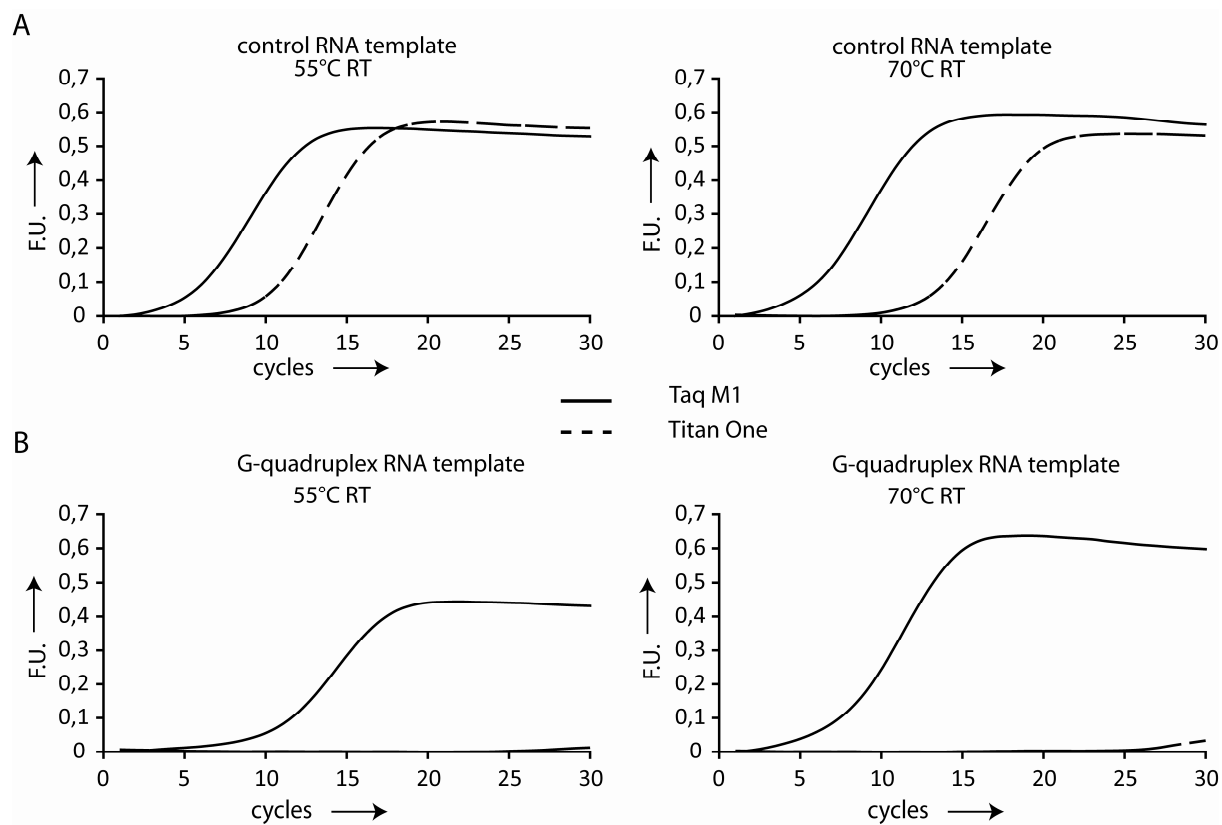 A
control RNA template
55°C RT
0,7
0,6
0,5
0,4
0,3
0,2
0,1
0
F.U.
0 5 10 15 20 25 30
cycles
control RNA template
70°C RT
0,7
0,6
0,5
0,4
0,3
0,2
0,1
0
F.U.
0 5 10 15 20 25 30
cycles
Taq M1
Titan One
B
G-quadruplex RNA template
55°C RT
0,7
0,6
0,5
0,4
0,3
0,2
0,1
0
F.U.
0 5 10 15 20 25 30
cycles
G-quadruplex RNA template
70°C RT
0,7
0,6
0,5
0,4
0,3
0,2
0,1
0
F.U.
0 5 10 15 20 25 30
cycles